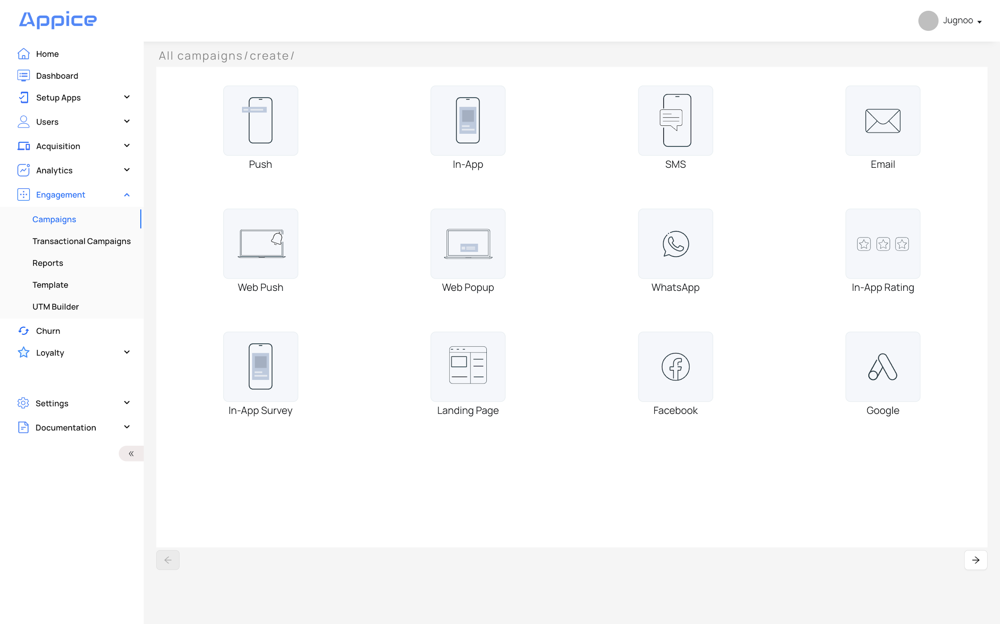 Appice
Jugnoo
Home
Dashboard
Setup Apps
Users
Acquisition
Analytics
Engagement
Campaigns
Transactional Campaigns
Reports
Template
UTM Builder
Churn
Loyalty
Settings
Documentation
All campaigns/create/
Push
In-App
SMS
Email
Web Push
Web Popup
WhatsApp
In-App Rating
In-App Survey
Landing Page
Facebook
Google